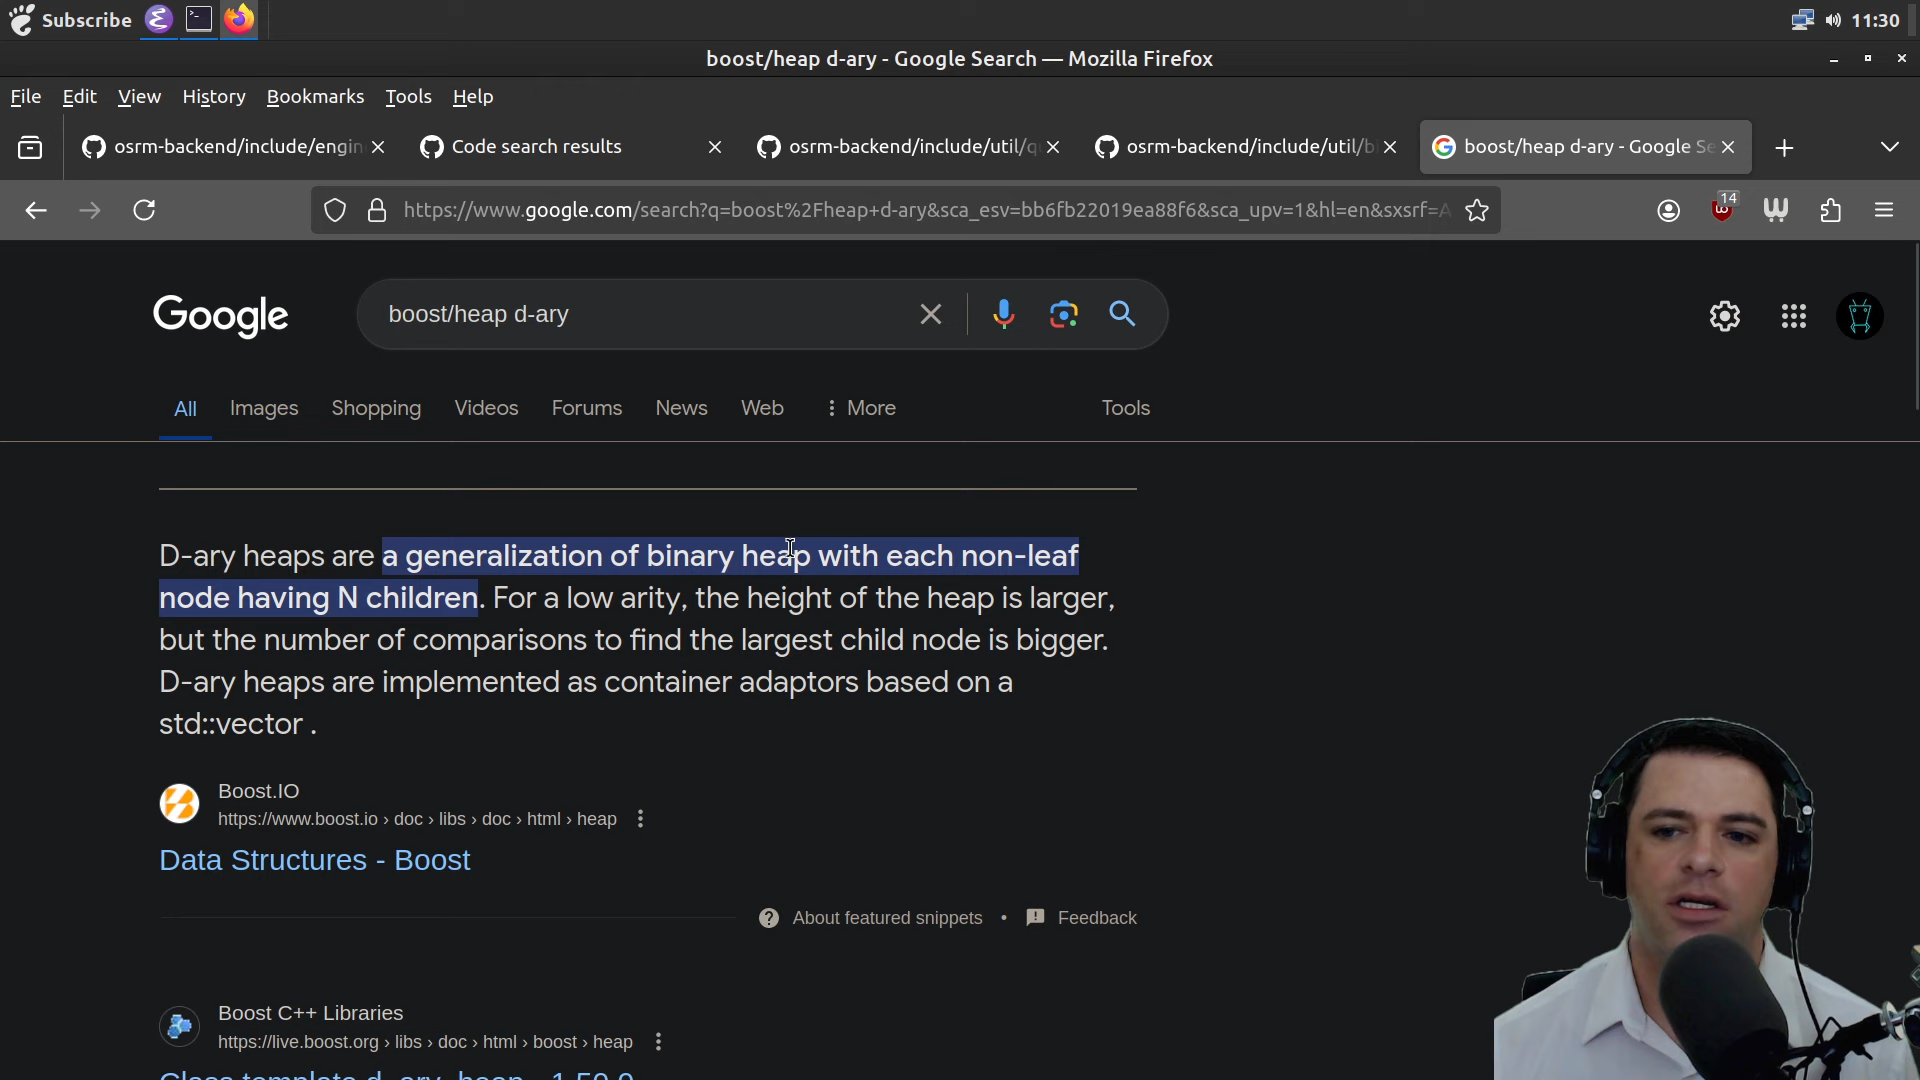 Subscribe
11:30
boost/heap d-ary - Google Search — Mozilla Firefox
File Edit View History Bookmarks Tools Help
osrm-backend/include/engin
Code search results
osrm-backend/include/util/q
osrm-backend/include/util/b
boost/heap d-ary - Google Se
https://www.google.com/search?q=boost%2Fheap+d-ary&sca_esv=bb6fb22019ea88f6&sca_upv=1&hl=en&sxsrf=A
14
Google
boost/heap d-ary
All Images Shopping Videos Forums News Web More Tools
D-ary heaps are a generalization of binary heap with each non-leaf
node having N children. For a low arity, the height of the heap is larger,
but the number of comparisons to find the largest child node is bigger.
D-ary heaps are implemented as container adaptors based on a
std::vector .
Boost.IO
https://www.boost.io › doc › libs › doc › html › heap
Data Structures - Boost
About featured snippets • Feedback
Boost C++ Libraries
https://live.boost.org › libs › doc › html › boost › heap
Class template d_ary_heap - 1.59.0